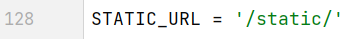 128 STATIC_URL = '/static/'